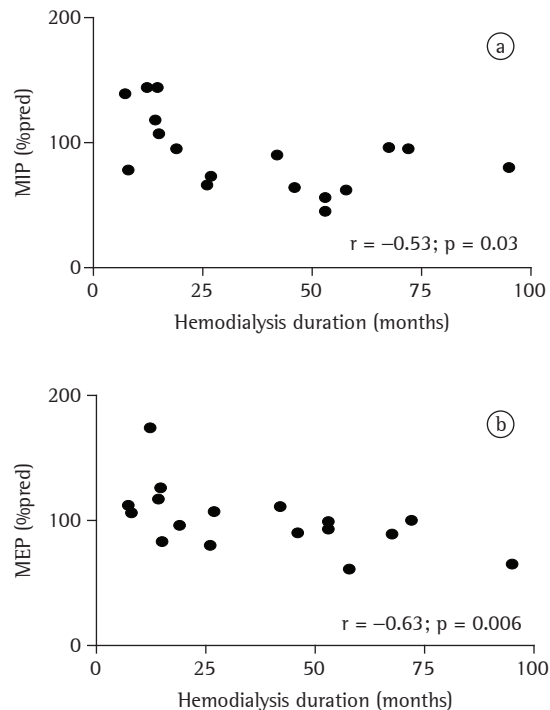 200
a
MIP (%pred)
100
r = –0.53; p = 0.03
0
0 25 50 75 100
Hemodialysis duration (months)
200
b
MEP (%pred)
100
r = –0.63; p = 0.006
0
0 25 50 75 100
Hemodialysis duration (months)